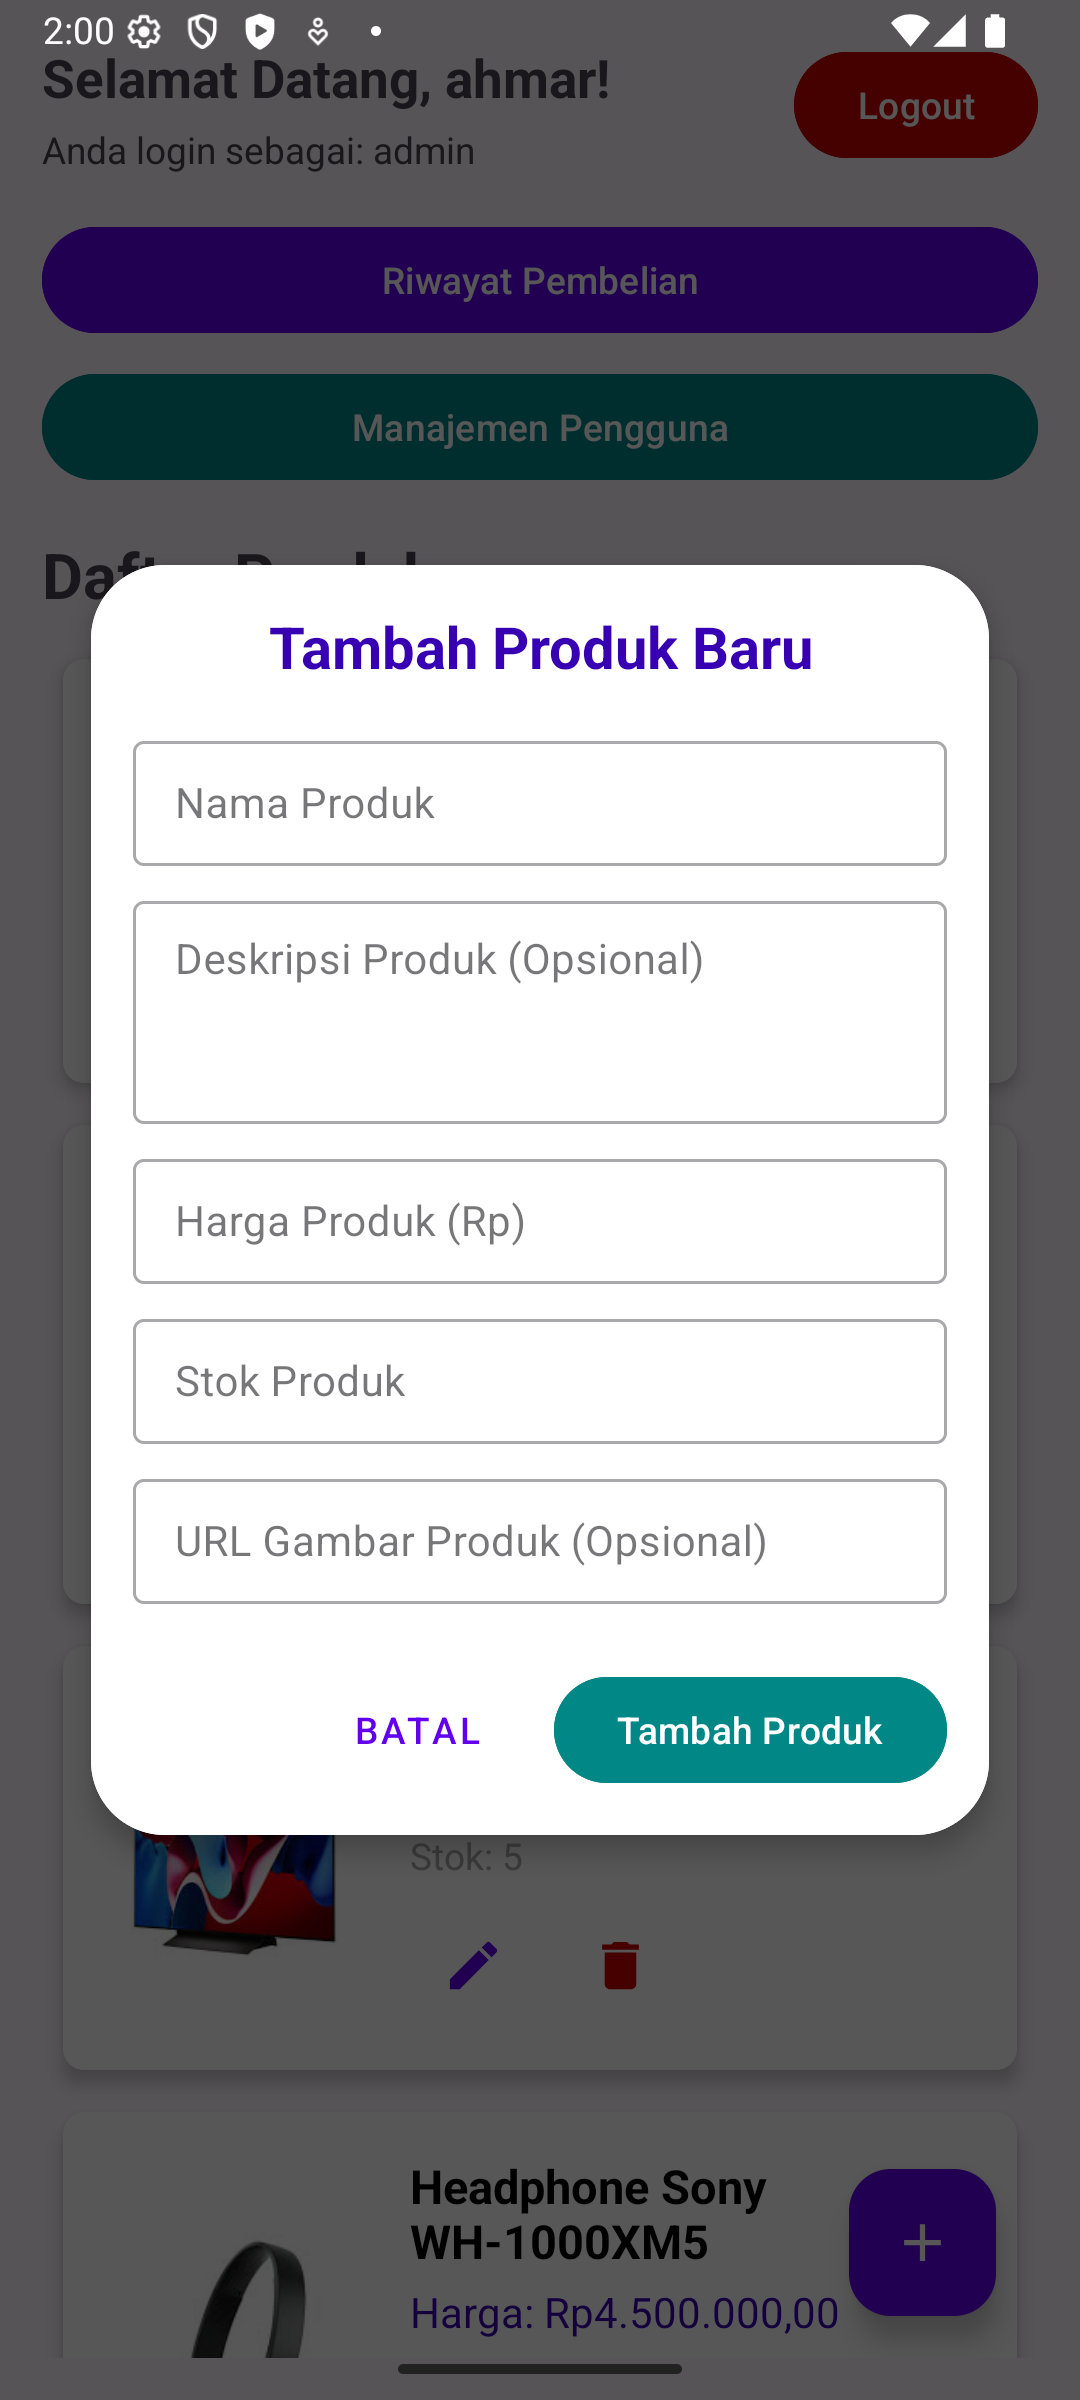 2:00
Selamat Datang, ahmar!
Logout
Anda login sebagai: admin
Riwayat Pembelian
Manajemen Pengguna
Tambah Produk Baru
Nama Produk
Deskripsi Produk (Opsional)
Harga Produk (Rp)
Stok Produk
URL Gambar Produk (Opsional)
BATAL
Tambah Produk
Stok: 5
Headphone Sony
WH-1000XM5
Harga: Rp4.500.000,00